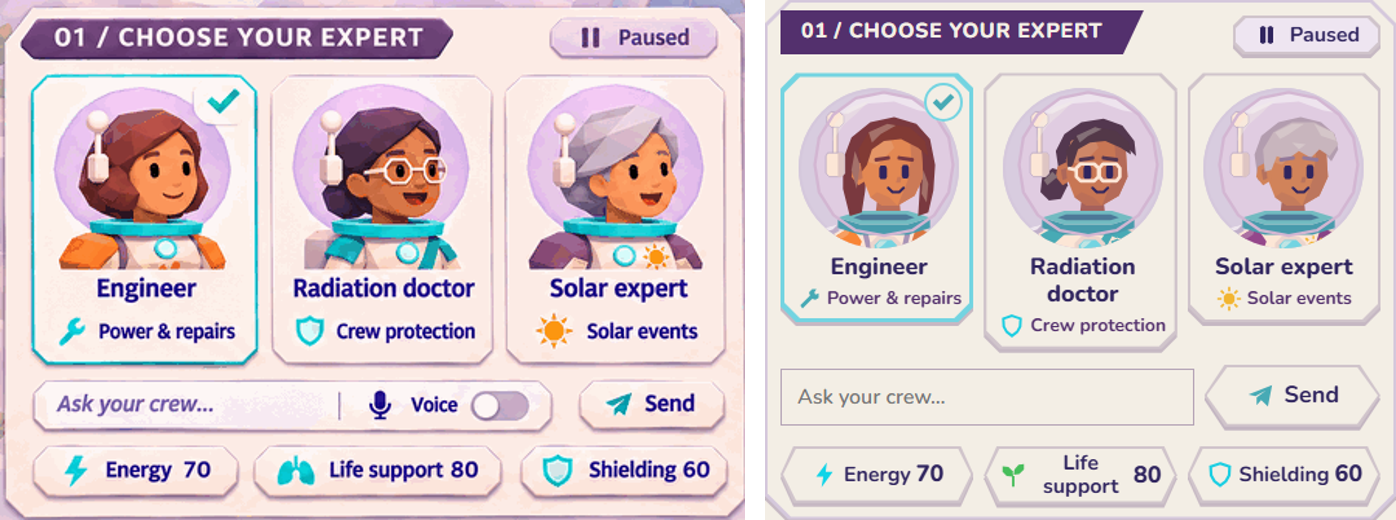 01 / CHOOSE YOUR EXPERT
Paused
Engineer
Power & repairs
Radiation doctor
Crew protection
Solar expert
Solar events
Ask your crew...
Voice
Send
Energy 70
Life support 80
Shielding 60
01 / CHOOSE YOUR EXPERT
Paused
Engineer
Power & repairs
Radiation
doctor
Crew protection
Solar expert
Solar events
Ask your crew...
Send
Energy 70
Life
support 80
Shielding 60